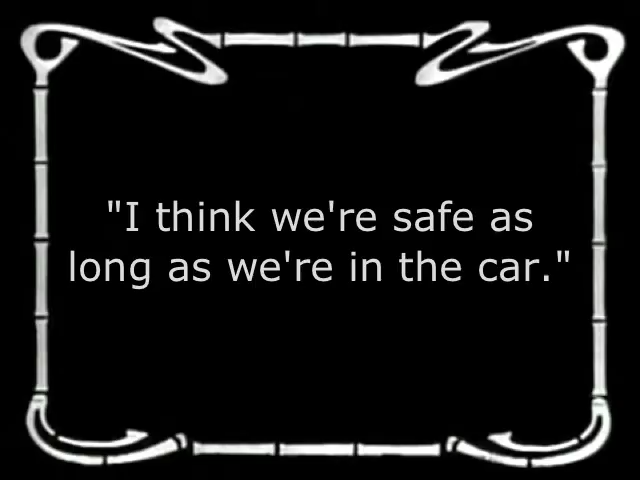 "I think we're safe as
long as we're in the car."